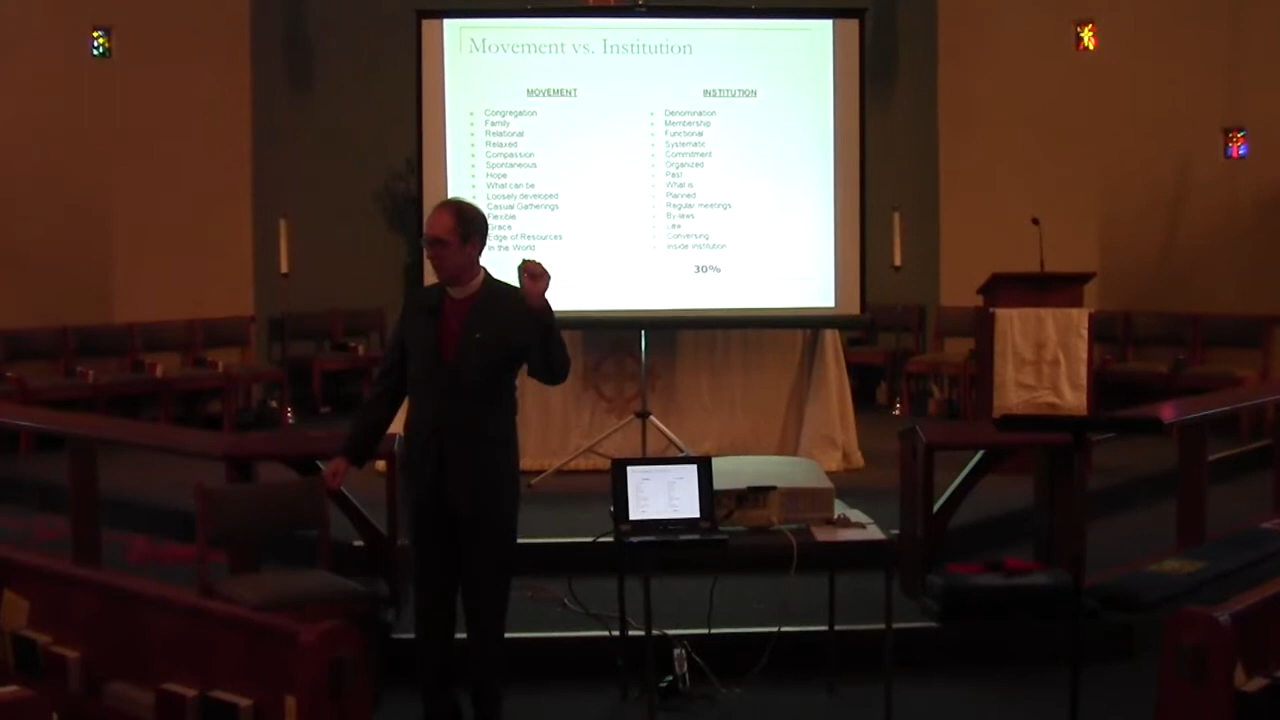 Movement vs. Institution
MOVEMENT
Congregation
Family
Relational
Relaxed
Compassion
Spontaneous
Hope
What can be
Loosely developed
Casual Gatherings
Flexible
Grace
Edge of Resources
In the World
INSTITUTION
Denomination
Membership
Functional
Systematic
Commitment
Organized
Past
What is
Planned
Regular meetings
By-laws
Law
Conversing
Inside Institution
30%